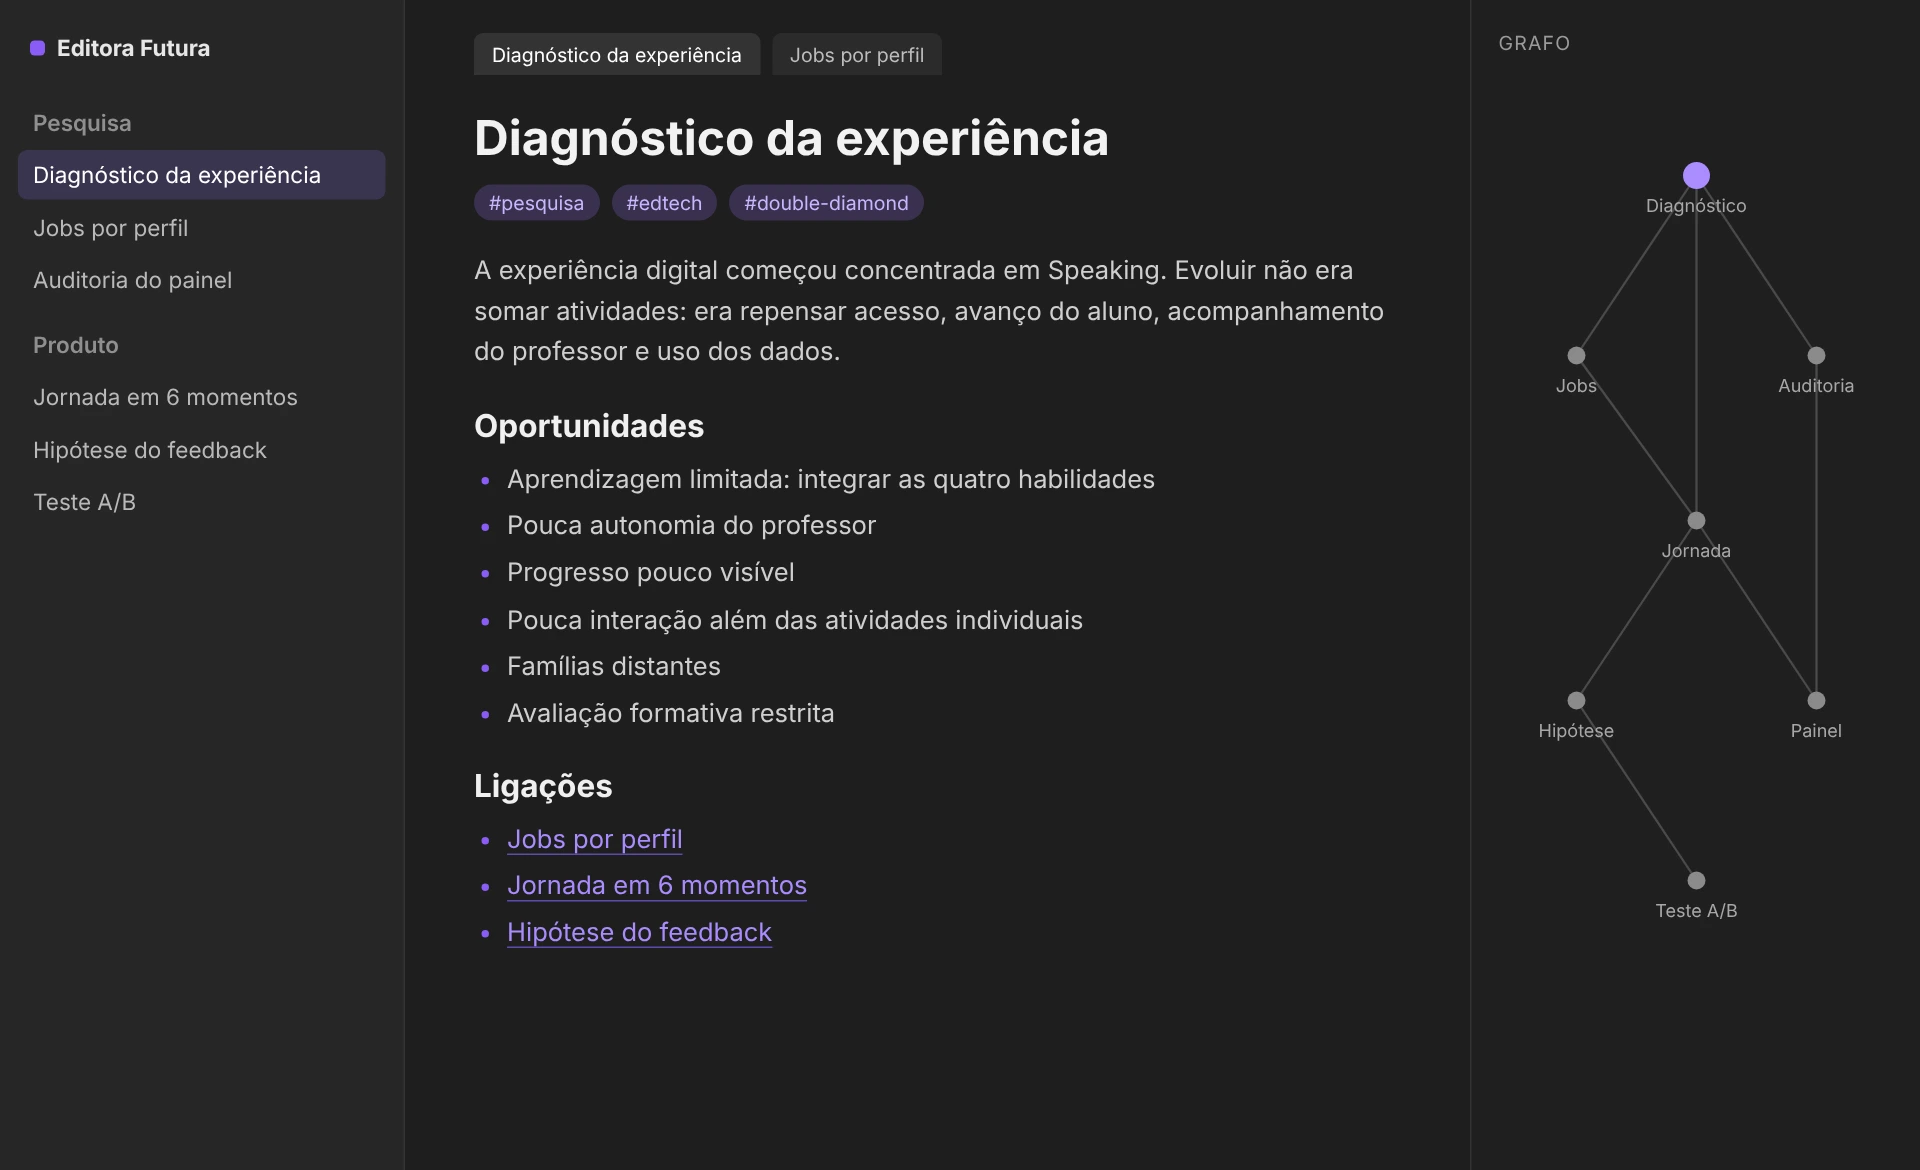 Editora Futura
Pesquisa
Diagnóstico da experiência
Jobs por perfil
Auditoria do painel
Produto
Jornada em 6 momentos
Hipótese do feedback
Teste A/B
Diagnóstico da experiência
Jobs por perfil
Diagnóstico da experiência
#pesquisa
#edtech
#double-diamond
A experiência digital começou concentrada em Speaking. Evoluir não era
somar atividades: era repensar acesso, avanço do aluno, acompanhamento
do professor e uso dos dados.
Oportunidades
Aprendizagem limitada: integrar as quatro habilidades
Pouca autonomia do professor
Progresso pouco visível
Pouca interação além das atividades individuais
Famílias distantes
Avaliação formativa restrita
Ligações
Jobs por perfil
Jornada em 6 momentos
Hipótese do feedback
GRAFO
Diagnóstico
Jobs
Auditoria
Jornada
Hipótese
Painel
Teste A/B